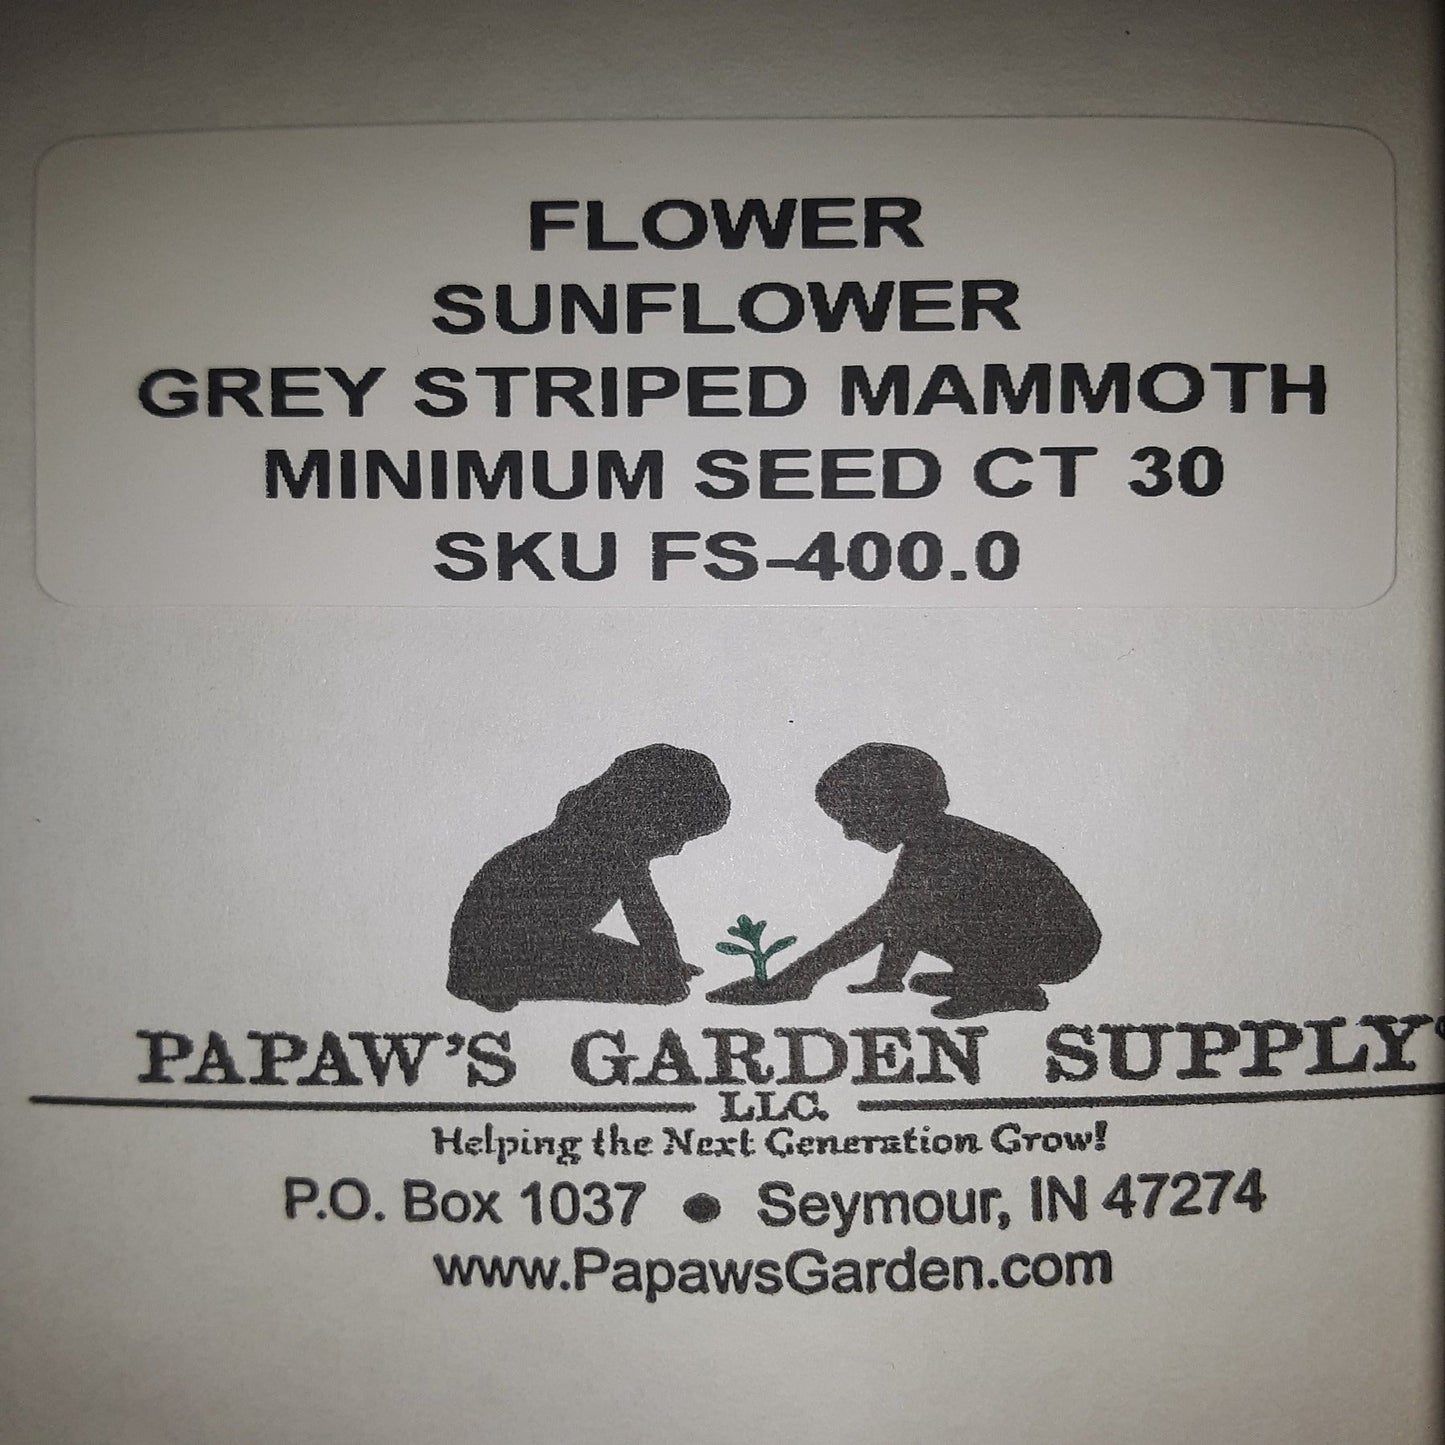 FLOWER
SUNFLOWER
GREY STRIPED MAMMOTH
MINIMUM SEED CT 30
SKU FS-400.0
PAPAW'S GARDEN SUPPLY
LLC.
Helping the Next Generation Grow!
P.O. Box 1037 ● Seymour, IN 47274
www.PapawsGarden.com